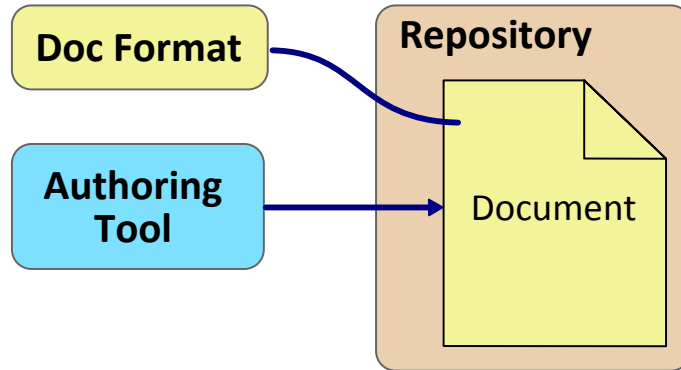 Doc Format
Repository
Authoring
Tool
Document